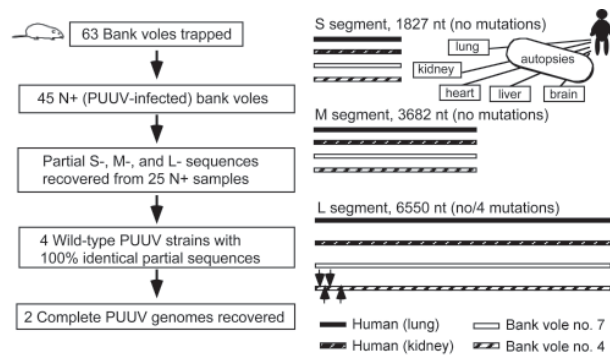 63 Bank voles trapped
45 N+ (PUUV-infected) bank voles
Partial S-, M-, and L- sequences
recovered from 25 N+ samples
4 Wild-type PUUV strains with
100% identical partial sequences
2 Complete PUUV genomes recovered
S segment, 1827 nt (no mutations)
lung
kidney
heart
liver
brain
autopsies
M segment, 3682 nt (no mutations)
L segment, 6550 nt (no/4 mutations)
Human (lung)
Bank vole no. 7
Human (kidney)
Bank vole no. 4